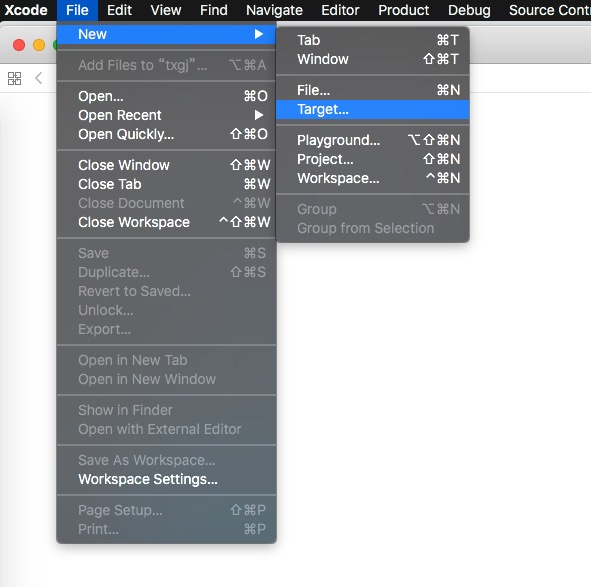 Xcode File Edit View Find Navigate Editor Product Debug Source Contr
New ▶
Add Files to “txgj”... ⌥⌘A
Open... ⌘O
Open Recent ▶
Open Quickly... ⇧⌘O
Close Window ⇧⌘W
Close Tab ⌘W
Close Document ^⌘W
Close Workspace ^⇧⌘W
Save ⌘S
Duplicate... ⇧⌘S
Revert to Saved...
Unlock...
Export...
Open in New Tab
Open in New Window
Show in Finder
Open with External Editor
Save As Workspace...
Workspace Settings...
Page Setup... ⇧⌘P
Print... ⌘P
Tab ⌘T
Window ⇧⌘T
File... ⌘N
Target...
Playground... ⌥⇧⌘N
Project... ⇧⌘N
Workspace... ^⌘N
Group ⌥⌘N
Group from Selection